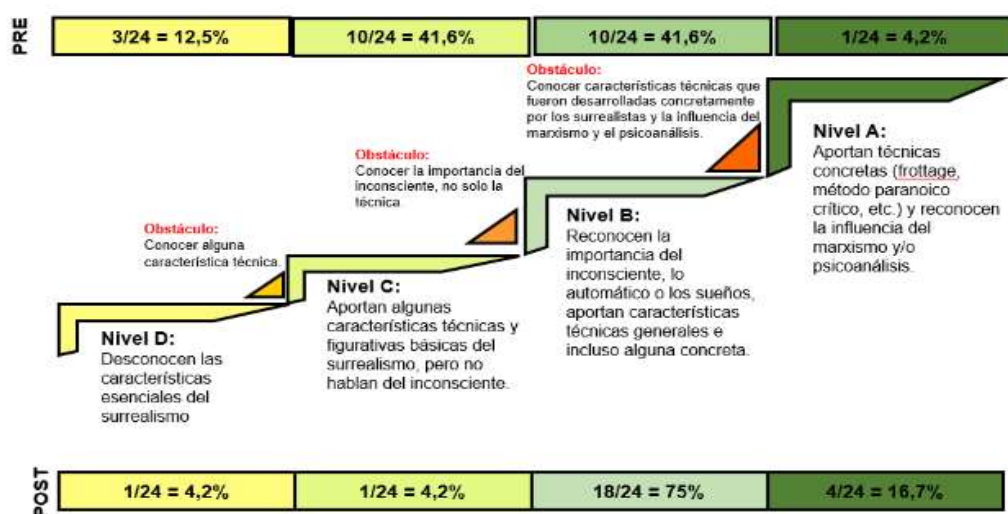 PRE
3/24 = 12,5%
10/24 = 41,6%
10/24 = 41,6%
1/24 = 4,2%
Obstáculo:
Conocer características técnicas que
fueron desarrolladas concretamente
por los surrealistas y la influencia del
marxismo y el psicoanálisis.
Nivel A:
Aportan técnicas
concretas (frottage,
método paranoico
crítico, etc.) y reconocen
la influencia del
marxismo y/o
psicoanálisis.
Obstáculo:
Conocer la importancia del
inconsciente, no solo la
técnica
Nivel B:
Reconocen la
importancia del
inconsciente, lo
automático o los sueños,
aportan características
técnicas generales e
incluso alguna concreta.
Obstáculo:
Conocer alguna
característica técnica.
Nivel C:
Aportan algunas
características técnicas y
figurativas básicas del
surrealismo, pero no
hablan del inconsciente.
Nivel D:
Desconocen las
características
esenciales del
surrealismo
POST
1/24 = 4,2%
1/24 = 4,2%
18/24 = 75%
4/24 = 16,7%